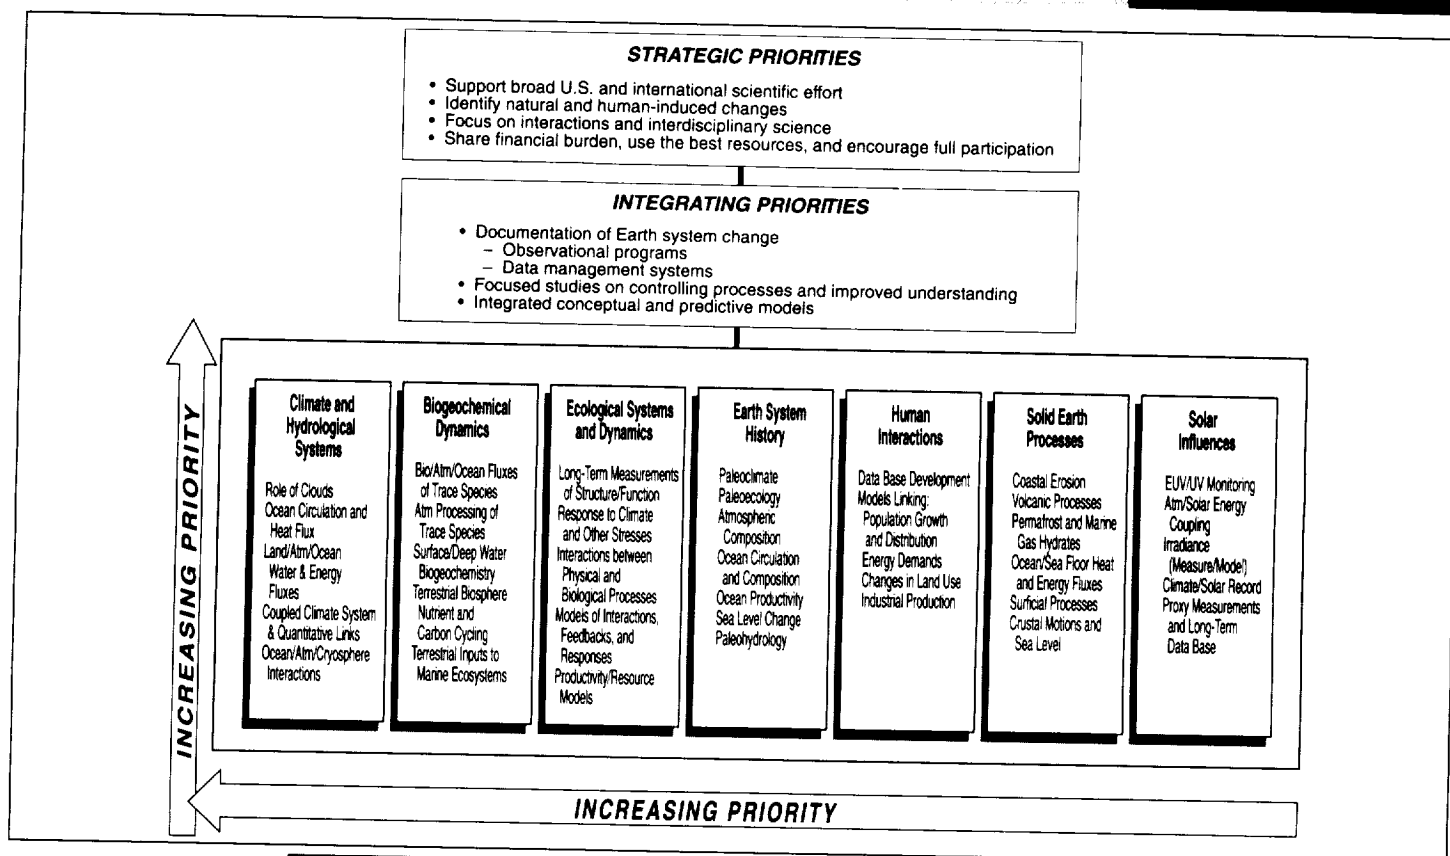 STRATEGIC PRIORITIES
• Support broad U.S. and international scientific effort
• Identify natural and human-induced changes
• Focus on interactions and interdisciplinary science
• Share financial burden, use the best resources, and encourage full participation
INTEGRATING PRIORITIES
• Documentation of Earth system change
– Observational programs
– Data management systems
• Focused studies on controlling processes and improved understanding
• Integrated conceptual and predictive models
INCREASING PRIORITY
Climate and
Hydrological
Systems
Role of Clouds
Ocean Circulation and
Heat Flux
Land/Atm/Ocean
Water & Energy
Fluxes
Coupled Climate System
& Quantitative Links
Ocean/Atm/Cryosphere
Interactions
Biogeochemical
Dynamics
Bio/Atm/Ocean Fluxes
of Trace Species
Atm Processing of
Trace Species
Surface/Deep Water
Biogeochemistry
Terrestrial Biosphere
Nutrient and
Carbon Cycling
Terrestrial Inputs to
Marine Ecosystems
Ecological Systems
and Dynamics
Long-Term Measurements
of Structure/Function
Response to Climate
and Other Stresses
Interactions between
Physical and
Biological Processes
Models of Interactions,
Feedbacks, and
Responses
Productivity/Resource
Models
Earth System
History
Paleoclimate
Paleoecology
Atmospheric
Composition
Ocean Circulation
and Composition
Ocean Productivity
Sea Level Change
Paleohydrology
Human
Interactions
Data Base Development
Models Linking:
Population Growth
and Distribution
Energy Demands
Changes in Land Use
Industrial Production
Solid Earth
Processes
Coastal Erosion
Volcanic Processes
Permafrost and Marine
Gas Hydrates
Ocean/Sea Floor Heat
and Energy Fluxes
Surficial Processes
Crustal Motions and
Sea Level
Solar
Influences
EUV/UV Monitoring
Atm/Solar Energy
Coupling
Irradiance
(Measure/Model)
Climate/Solar Record
Proxy Measurements
and Long-Term
Data Base
INCREASING PRIORITY